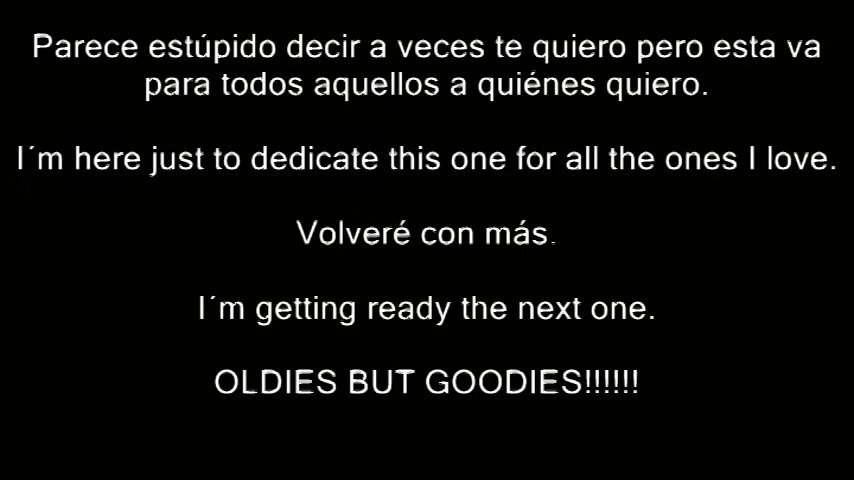 Parece estúpido decir a veces te quiero pero esta va
para todos aquellos a quiénes quiero.
I´m here just to dedicate this one for all the ones I love.
Volveré con más.
I´m getting ready the next one.
OLDIES BUT GOODIES!!!!!!